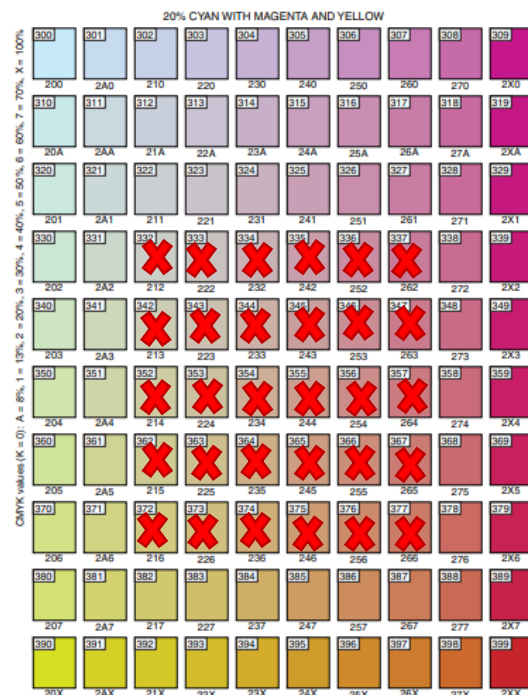 20% CYAN WITH MAGENTA AND YELLOW
CMYK values (K = 0): A = 8%, 1 = 13%, 2 = 20%, 3 = 30%, 4 = 40%, 5 = 50%, 6 = 60%, 7 = 70%, X = 100%
300 301 302 303 304 305 306 307 308 309
200 2A0 210 220 230 240 250 260 270 2X0
310 311 312 313 314 315 316 317 318 319
20A 2AA 21A 22A 23A 24A 25A 26A 27A 2XA
320 321 322 323 324 325 326 327 328 329
201 2A1 211 221 231 241 251 261 271 2X1
330 331 332 333 334 335 336 337 338 339
202 2A2 212 222 232 242 252 262 272 2X2
340 341 342 343 344 345 346 347 348 349
203 2A3 213 223 233 243 253 263 273 2X3
350 351 352 353 354 355 356 357 358 359
204 2A4 214 224 234 244 254 264 274 2X4
360 361 362 363 364 365 366 367 368 369
205 2A5 215 225 235 245 255 265 275 2X5
370 371 372 373 374 375 376 377 378 379
206 2A6 216 226 236 246 256 266 276 2X6
380 381 382 383 384 385 386 387 388 389
207 2A7 217 227 237 247 257 267 277 2X7
390 391 392 393 394 395 396 397 398 399
20X 2AX 21X 22X 23X 24X 25X 26X 27X 2XX